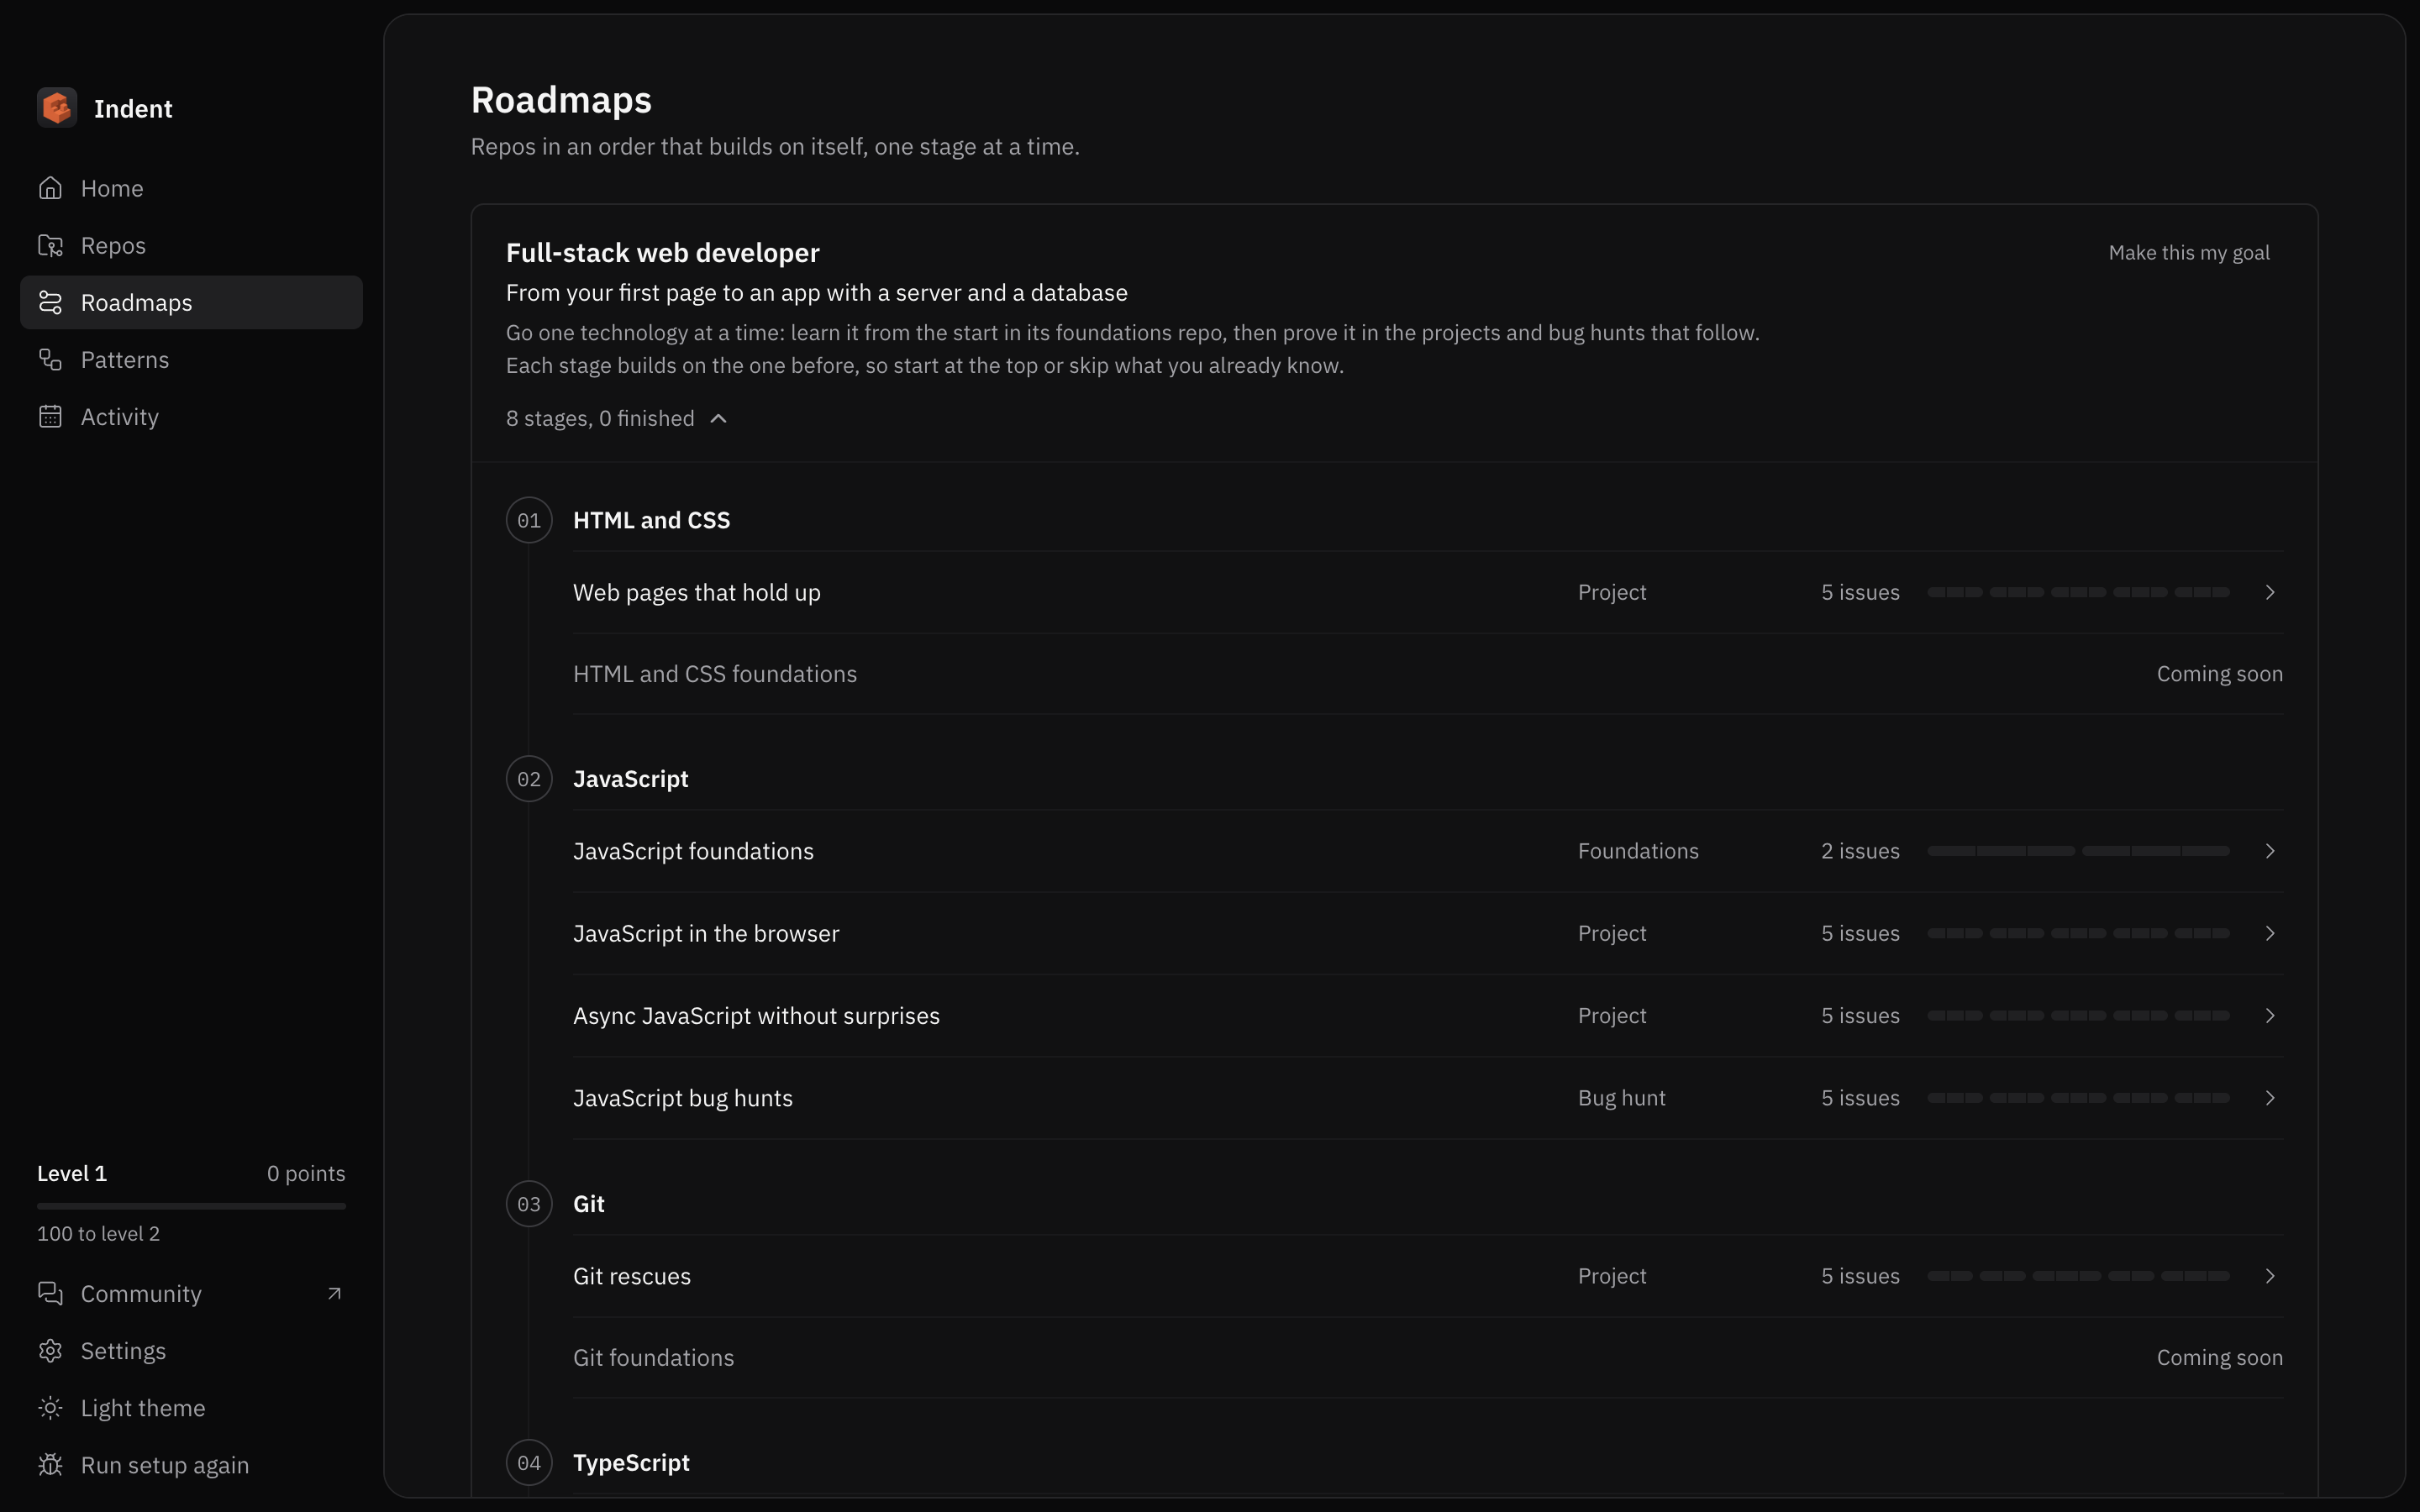 Indent
Home
Repos
Roadmaps
Patterns
Activity
Level 1 0 points
100 to level 2
Community
Settings
Light theme
Run setup again
Roadmaps
Repos in an order that builds on itself, one stage at a time.
Full-stack web developer Make this my goal
From your first page to an app with a server and a database
Go one technology at a time: learn it from the start in its foundations repo, then prove it in the projects and bug hunts that follow.
Each stage builds on the one before, so start at the top or skip what you already know.
8 stages, 0 finished
01 HTML and CSS
Web pages that hold up Project 5 issues
HTML and CSS foundations Coming soon
02 JavaScript
JavaScript foundations Foundations 2 issues
JavaScript in the browser Project 5 issues
Async JavaScript without surprises Project 5 issues
JavaScript bug hunts Bug hunt 5 issues
03 Git
Git rescues Project 5 issues
Git foundations Coming soon
04 TypeScript